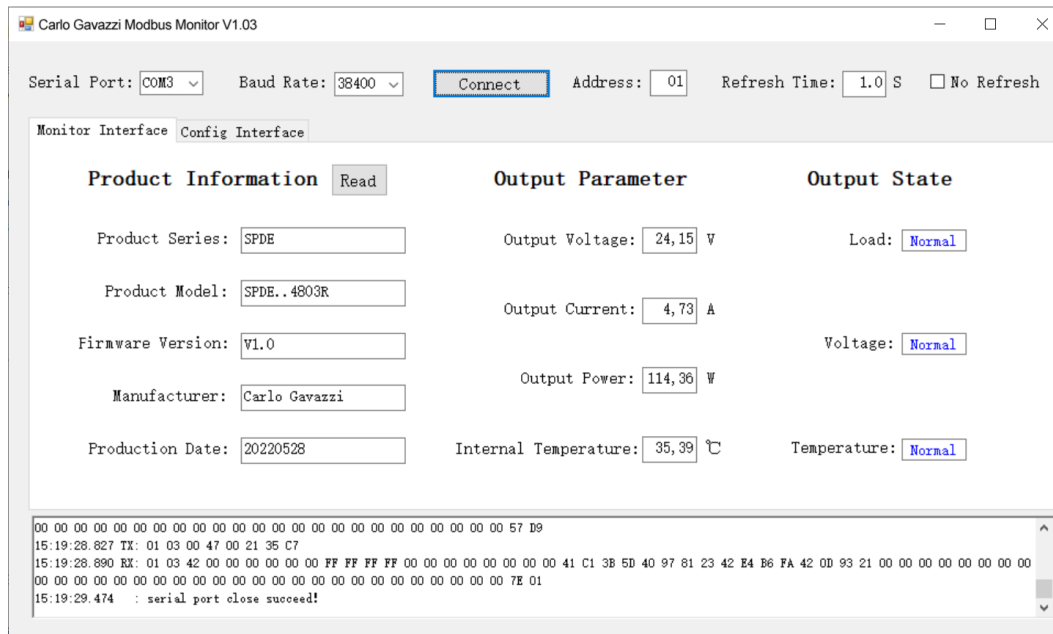 Carlo Gavazzi Modbus Monitor V1.03
Serial Port: COM3 Baud Rate: 38400 Connect Address: 01 Refresh Time: 1.0 S No Refresh
Monitor Interface Config Interface
Product Information Read Output Parameter Output State
Product Series: SPDE Output Voltage: 24,15 V Load: Normal
Product Model: SPDE..4803R
Output Current: 4,73 A
Firmware Version: V1.0 Voltage: Normal
Output Power: 114,36 W
Manufacturer: Carlo Gavazzi
Production Date: 20220528 Internal Temperature: 35,39 ℃ Temperature: Normal
00 00 00 00 00 00 00 00 00 00 00 00 00 00 00 00 00 00 00 00 00 00 00 00 57 D9
15:19:28.827 TX: 01 03 00 47 00 21 35 C7
15:19:28.890 RX: 01 03 42 00 00 00 00 00 00 FF FF FF FF 00 00 00 00 00 00 00 00 41 C1 3B 5D 40 97 81 23 42 E4 B6 FA 42 0D 93 21 00 00 00 00 00 00 00 00
00 00 00 00 00 00 00 00 00 00 00 00 00 00 00 00 00 00 00 00 00 00 00 00 7E 01
15:19:29.474 : serial port close succeed!